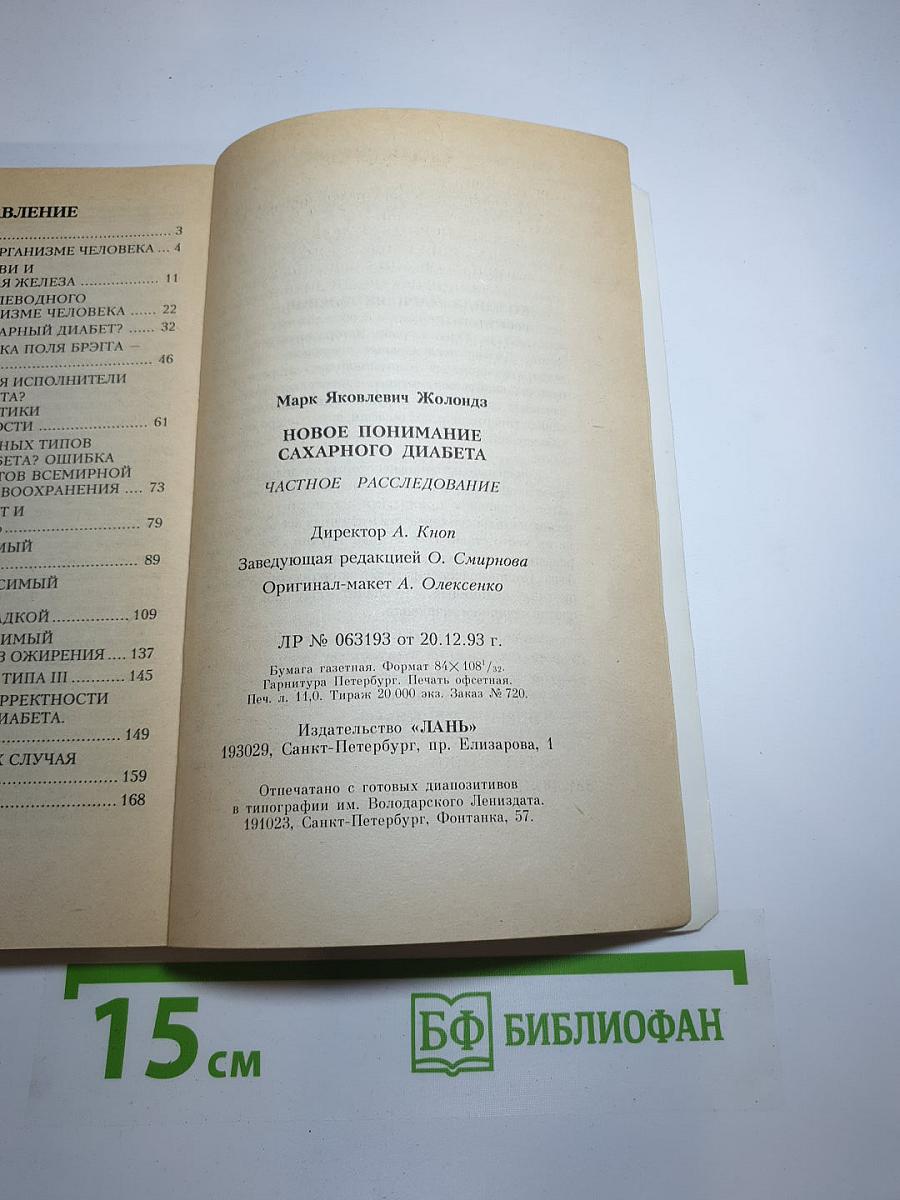 АВЛЕНИЕ
3
РГАНИЗМЕ ЧЕЛОВЕКА ... 4
ВИ И
Я ЖЕЛЕЗА 11
ЛЕВОДНОГО
ИЗМЕ ЧЕЛОВЕКА ...... 22
АРНЫЙ ДИАБЕТ? ...... 32
КА ПОЛЯ БРЭГГА —
46
Я ИСПОЛНИТЕЛИ
ТА?
ТИКИ
ОСТИ 61
НЫХ ТИПОВ
БЕТА? ОШИБКА
ТОВ ВСЕМИРНОЙ
ВООХРАНЕНИЯ .... 73
Т И
79
МЫЙ
89
СИМЫЙ
АДКОЙ 109
ИМЫЙ
З ОЖИРЕНИЯ .... 137
ТИПА III 145
РРЕКТНОСТИ
ИАБЕТА.
149
Х СЛУЧАЯ
159
168
Марк Яковлевич Жолондз
НОВОЕ ПОНИМАНИЕ
САХАРНОГО ДИАБЕТА
ЧАСТНОЕ РАССЛЕДОВАНИЕ
Директор А. Кноп
Заведующая редакцией О. Смирнова
Оригинал-макет А. Олексенко
ЛР № 063193 от 20.12.93 г.
Бумага газетная. Формат 84×108¹/₃₂.
Гарнитура Петербург. Печать офсетная.
Печ. л. 11,0. Тираж 20 000 экз. Заказ № 720.
Издательство «ЛАНЬ»
193029, Санкт-Петербург, пр. Елизарова, 1
Отпечатано с готовых диапозитивов
в типографии им. Володарского Лениздата.
191023, Санкт-Петербург, Фонтанка, 57.
15 см
БФ БИБЛИОФАН